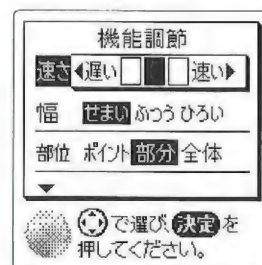 機能調節
速さ ◀遅い 速い▶
幅 せまい ふつう ひろい
部位 ポイント 部分 全体
▼
で選び、決定を
押してください。